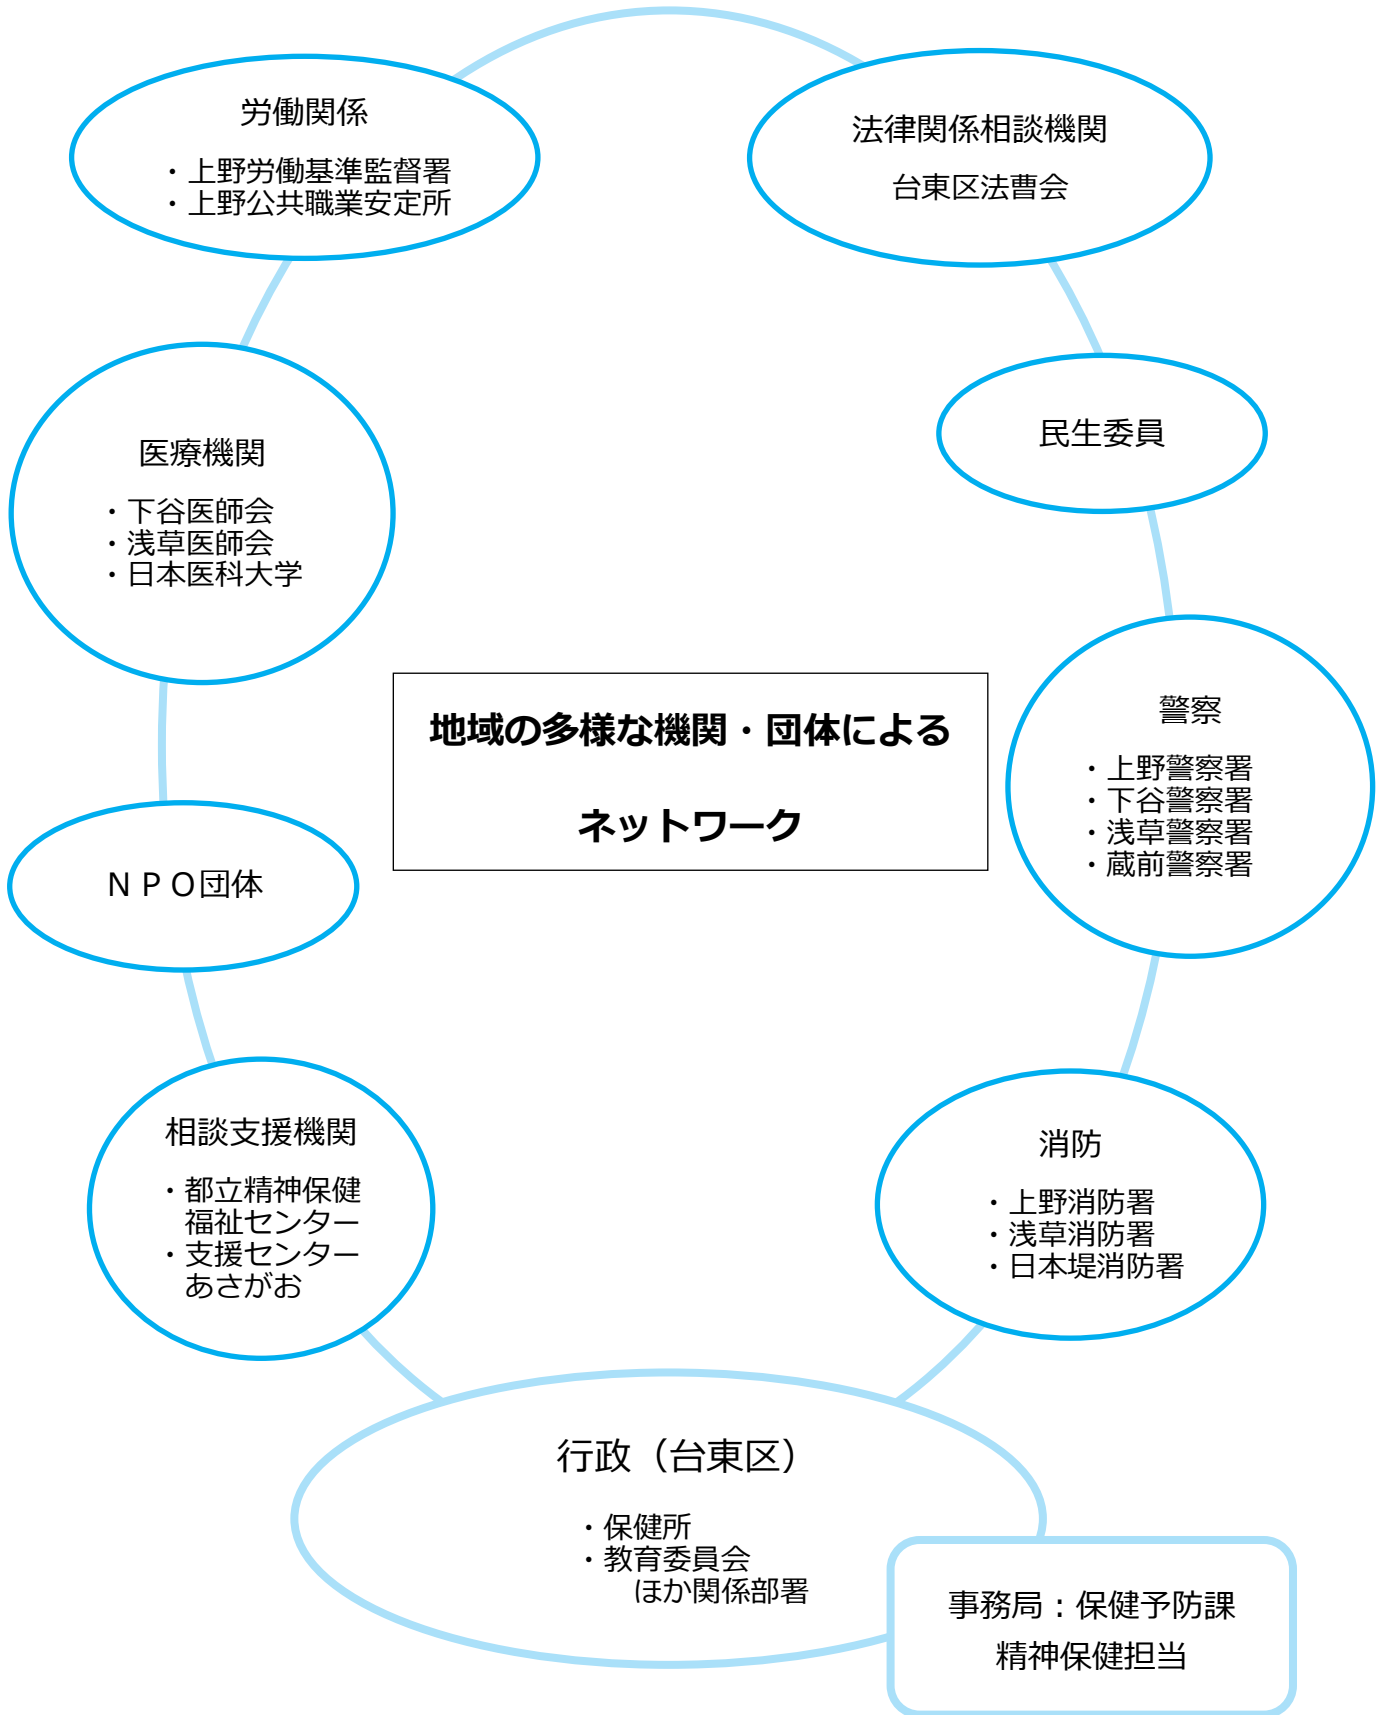 労働関係
・上野労働基準監督署
・上野公共職業安定所
法律関係相談機関
台東区法曹会
医療機関
・下谷医師会
・浅草医師会
・日本医科大学
民生委員
地域の多様な機関・団体による
ネットワーク
警察
・上野警察署
・下谷警察署
・浅草警察署
・蔵前警察署
ＮＰＯ団体
相談支援機関
・都立精神保健
福祉センター
・支援センター
あさがお
消防
・上野消防署
・浅草消防署
・日本堤消防署
行政（台東区）
・保健所
・教育委員会
ほか関係部署
事務局：保健予防課
精神保健担当